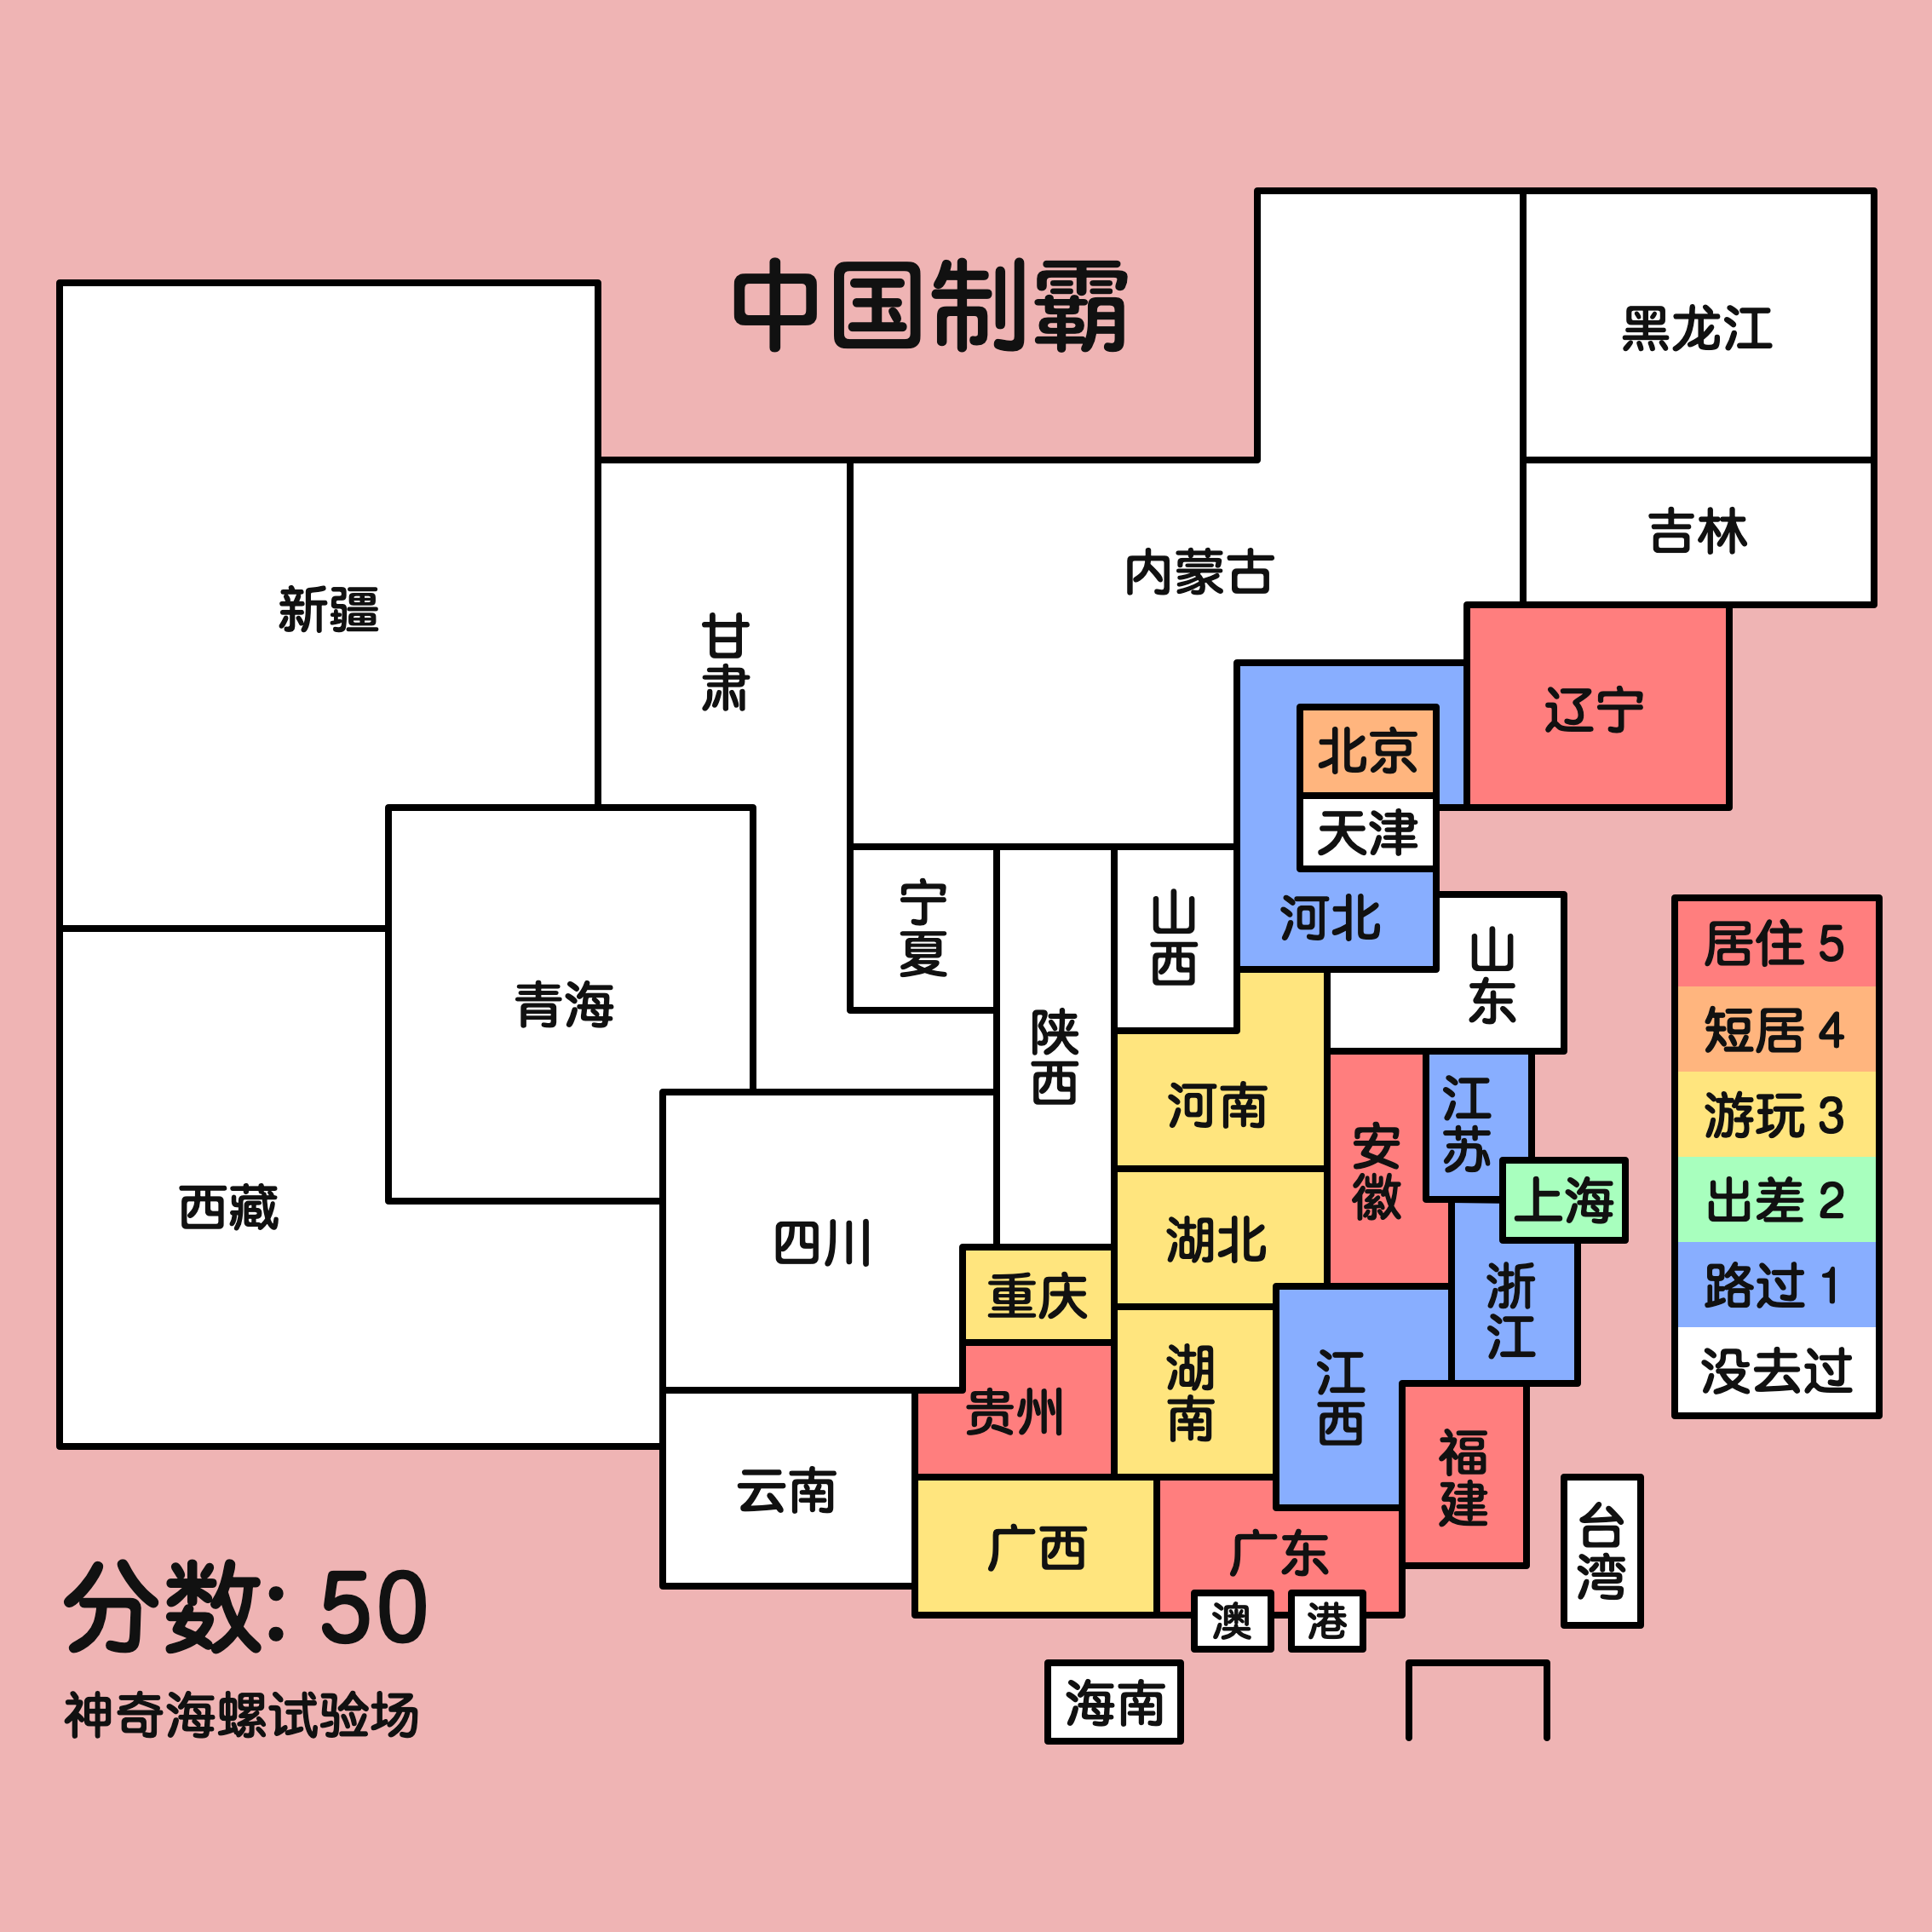 中国制霸
黑龙江
吉林
内蒙古
新疆
甘肃
辽宁
北京
天津
河北
宁夏
山西
山东
青海
陕西
河南
江苏
安徽
上海
西藏
四川
湖北
重庆
浙江
湖南
江西
贵州
云南
福建
广西
广东
台湾
澳
港
海南
居住 5
短居 4
游玩 3
出差 2
路过 1
没去过
分数: 50
神奇海螺试验场